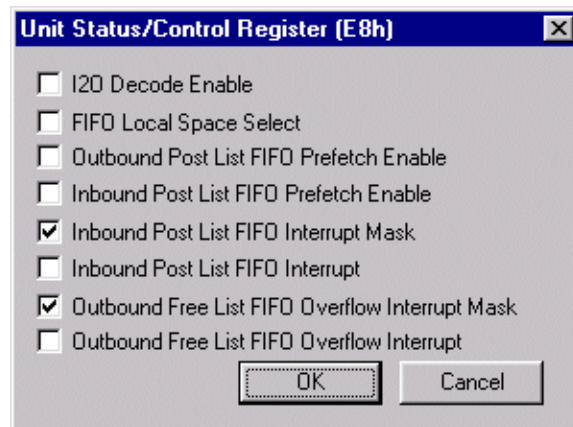 Unit Status/Control Register (E8h)
I2O Decode Enable
FIFO Local Space Select
Outbound Post List FIFO Prefetch Enable
Inbound Post List FIFO Prefetch Enable
Inbound Post List FIFO Interrupt Mask
Inbound Post List FIFO Interrupt
Outbound Free List FIFO Overflow Interrupt Mask
Outbound Free List FIFO Overflow Interrupt
OK Cancel